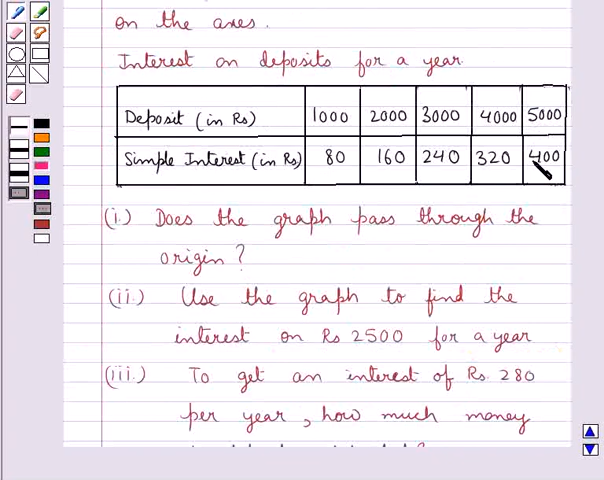 on the axes.
Interest on deposits for a year.
Deposit (in Rs) 1000 2000 3000 4000 5000
Simple Interest (in Rs) 80 160 240 320 400
(i.) Does the graph pass through the
origin?
(ii.) Use the graph to find the
interest on Rs 2500 for a year
(iii.) To get an interest of Rs. 280
per year, how much money